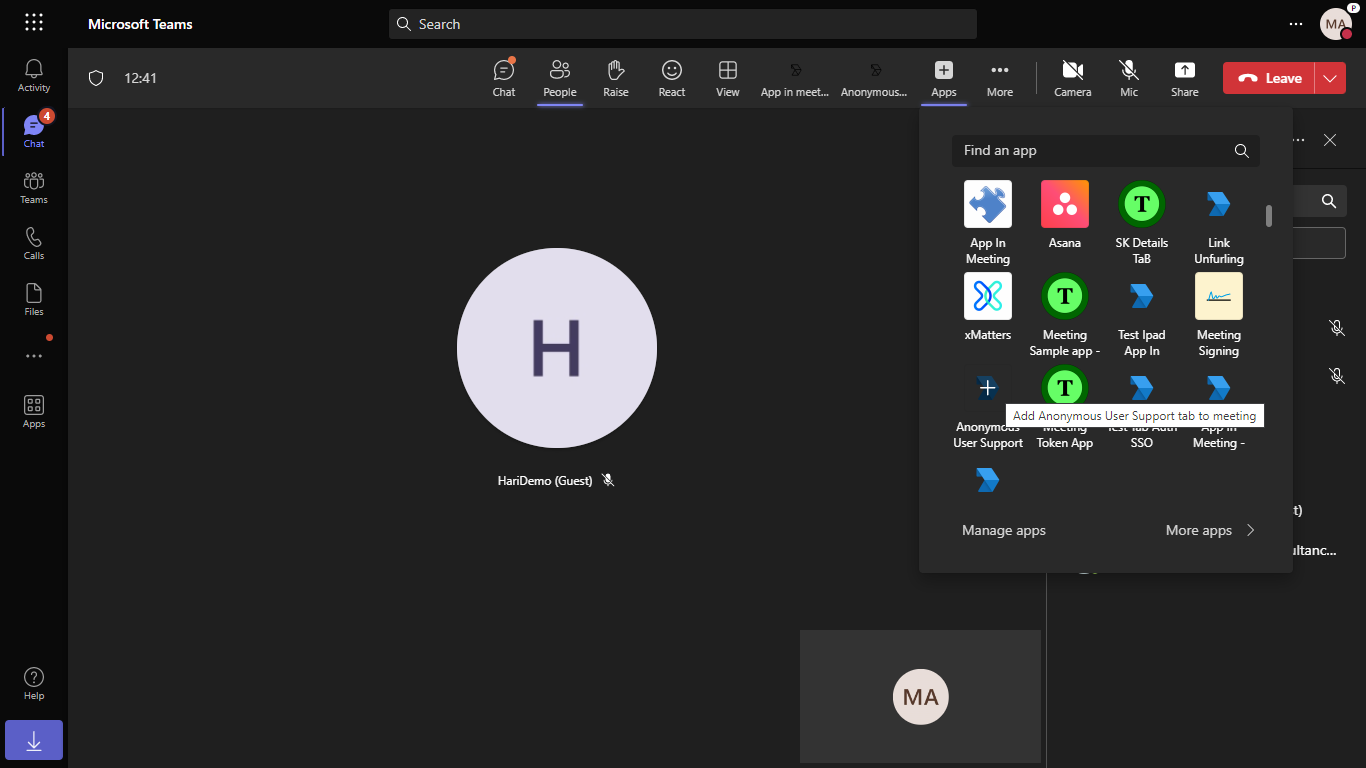 Microsoft Teams
Search
MA
P
Activity
4
Chat
Teams
Calls
Files
Apps
Help
12:41
Chat
People
Raise
React
View
App in meet...
Anonymous...
Apps
More
Camera
Mic
Share
Leave
Find an app
App In
Meeting
Asana
T
SK Details
TaB
Link
Unfurling
xMatters
T
Meeting
Sample app -
Test Ipad
App In
Meeting
Signing
Anonymous
User Support
T
Add Anonymous User Support tab to meeting
Meeting
Token App
Test Tab Auth
SSO
App In
Meeting -
Manage apps
More apps
t)
ultanc...
H
HariDemo (Guest)
MA